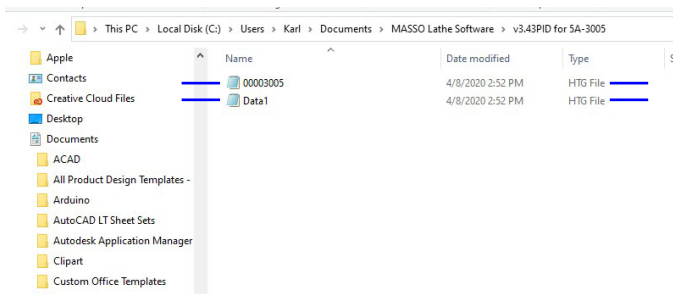 This PC > Local Disk (C:) > Users > Karl > Documents > MASSO Lathe Software > v3.43PID for 5A-3005
Name Date modified Type
Apple
Contacts
Creative Cloud Files
Desktop
Documents
ACAD
All Product Design Templates -
Arduino
AutoCAD LT Sheet Sets
Autodesk Application Manager
Clipart
Custom Office Templates
00003005 4/8/2020 2:52 PM HTG File
Data1 4/8/2020 2:52 PM HTG File